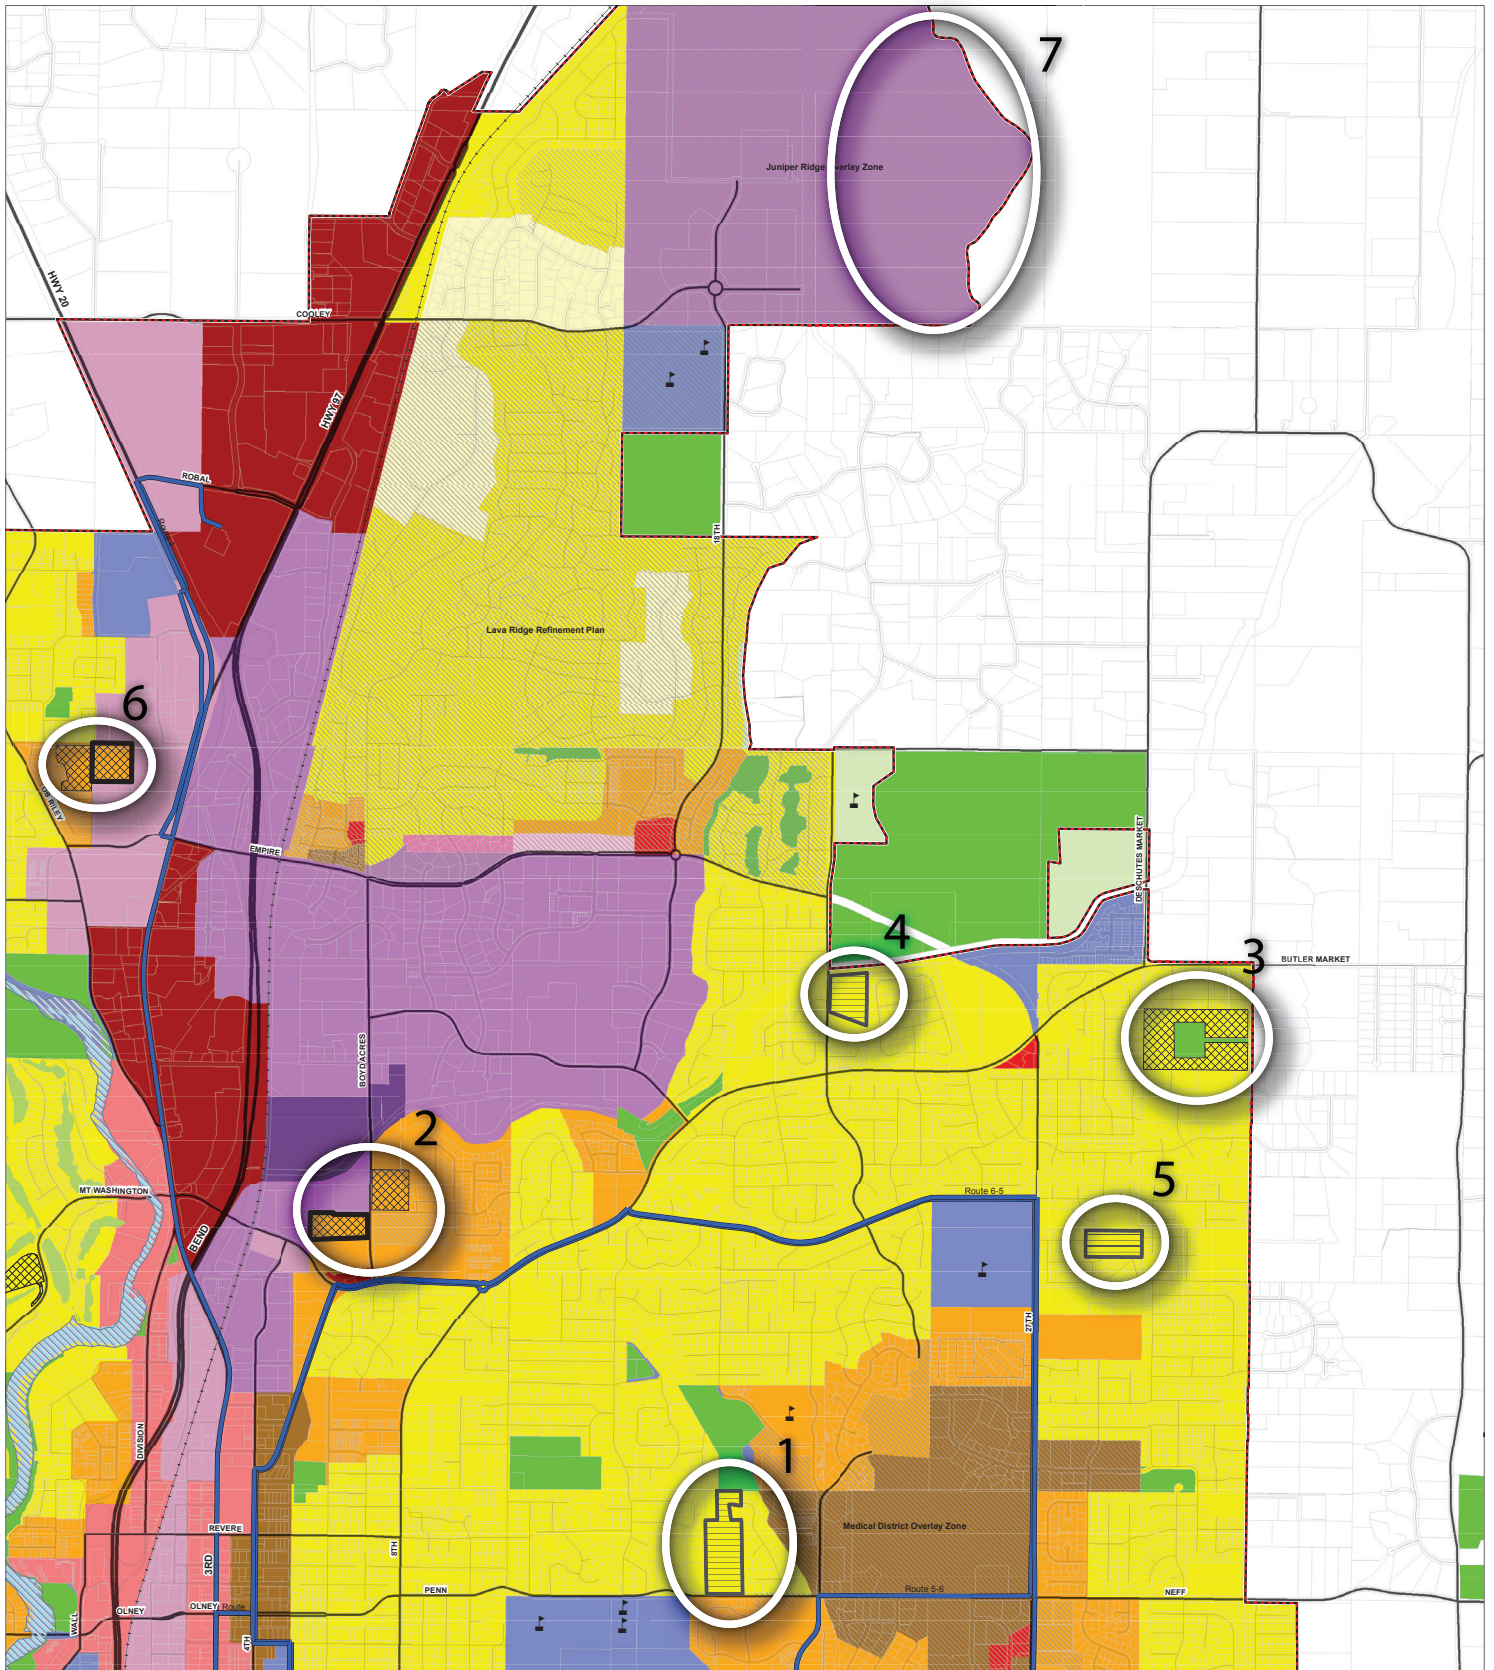 7
Juniper Ridge Overlay Zone
HWY 20
COOLEY
HWY 97
ROBAL
18TH
Lava Ridge Refinement Plan
6
EMPIRE
DESCHUTES MARKET
4
3
BUTLER MARKET
BOYD ACRES
2
MT WASHINGTON
5
Route 6-5
BEND
27TH
DIVISION
1
REVERE
Medical District Overlay Zone
8TH
3RD
PENN
Route 5-6
NEFF
OLNEY
OLNEY
Route
WALL
4TH